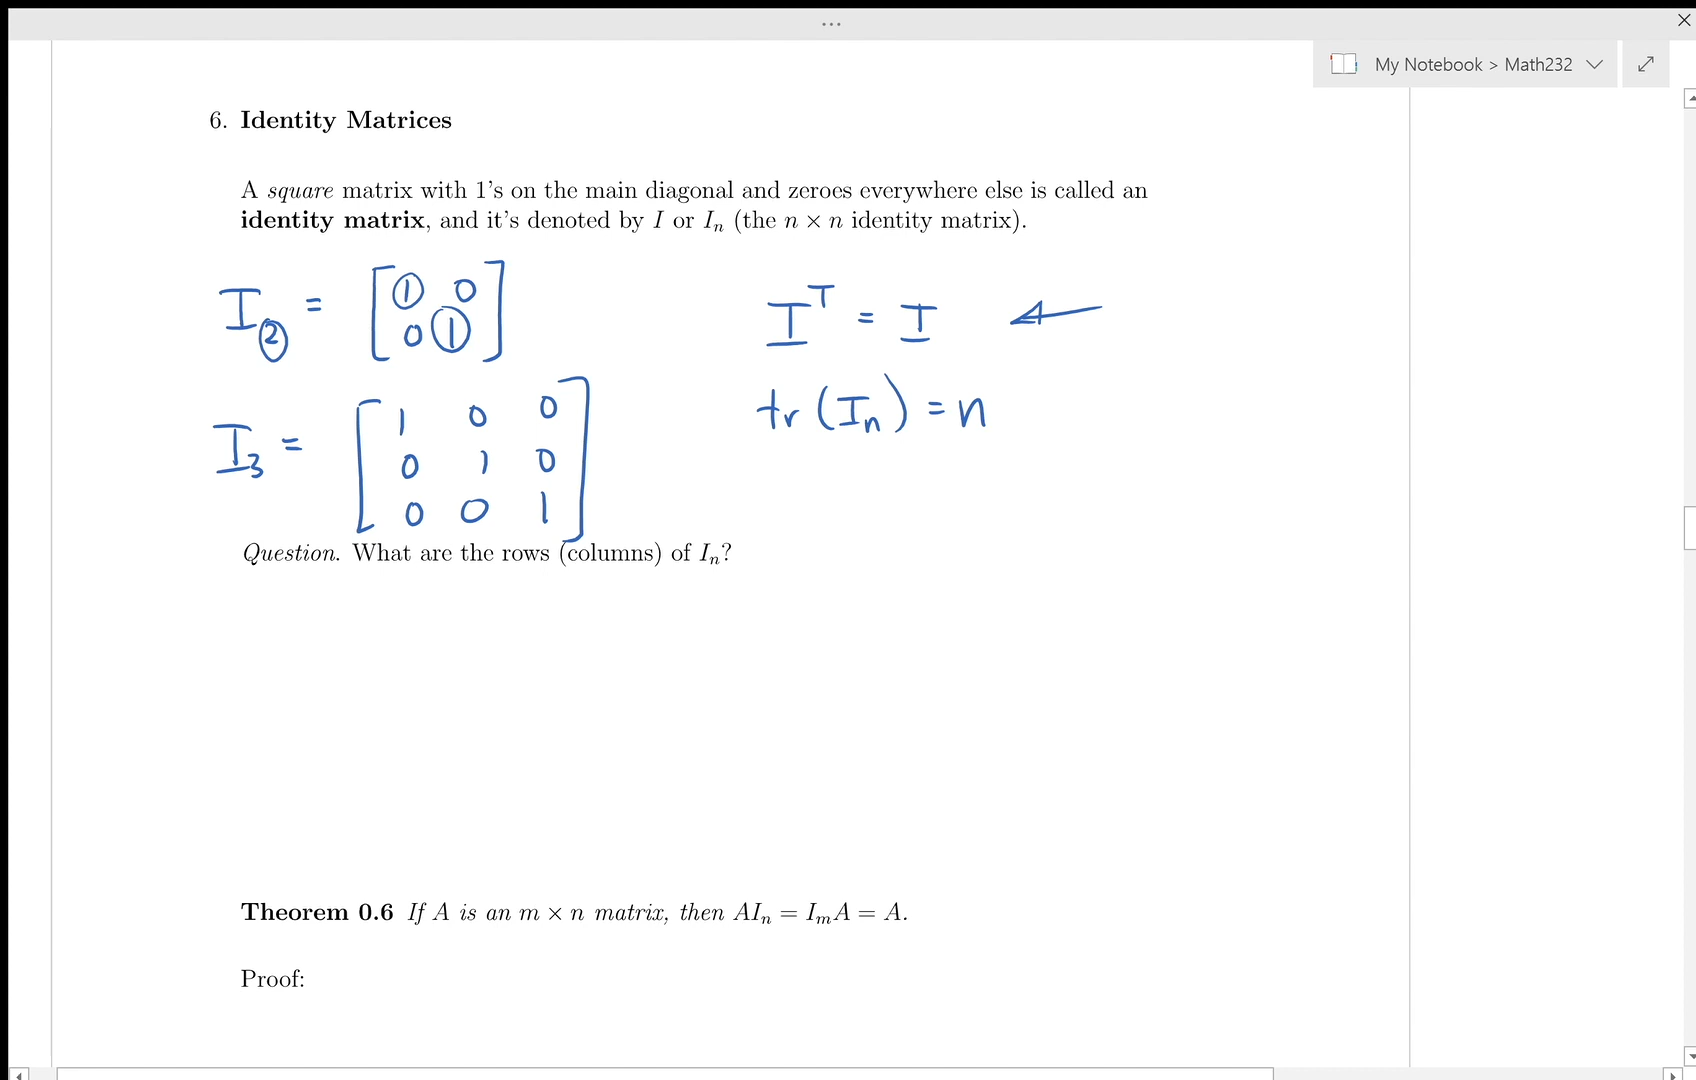 ...
My Notebook > Math232
6. Identity Matrices
A square matrix with 1's on the main diagonal and zeroes everywhere else is called an
identity matrix, and it's denoted by I or Iₙ (the n × n identity matrix).
I₂ = [1 0
0 1]
Iᵀ = I ←
I₃ = [1 0 0
0 1 0
0 0 1]
tr(Iₙ) = n
Question. What are the rows (columns) of Iₙ?
Theorem 0.6 If A is an m × n matrix, then AIₙ = IₘA = A.
Proof: